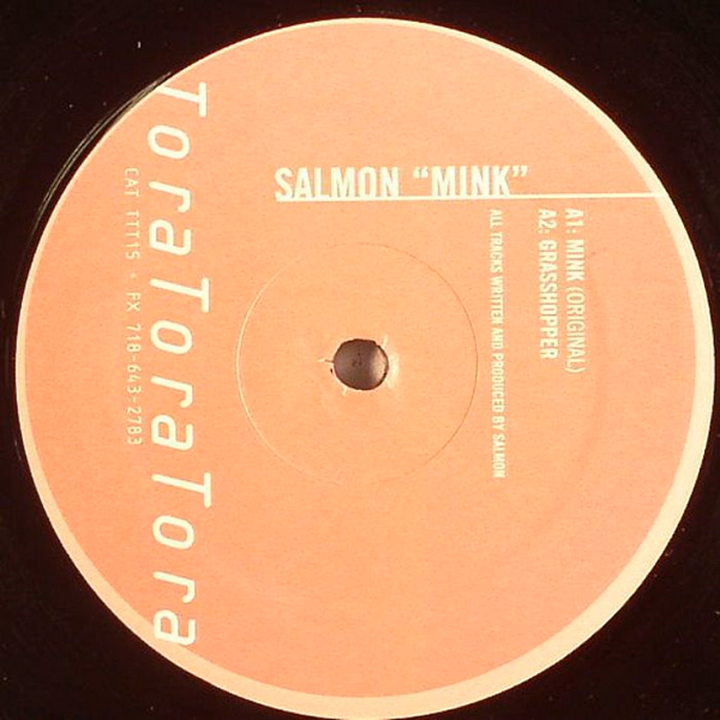 ToraToraTora
CAT TTT15 • FX 718-643-2783
SALMON “MINK”
A1: MINK (ORIGINAL)
A2: GRASSHOPPER
ALL TRACKS WRITTEN AND PRODUCED BY SALMON